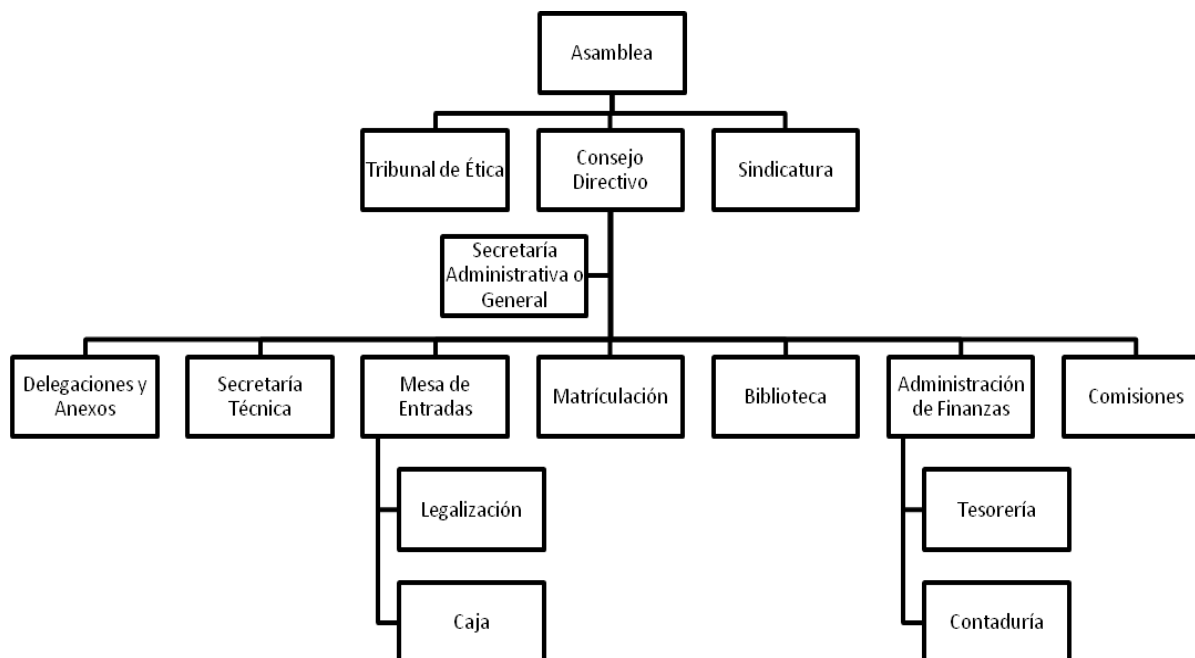 Asamblea
Tribunal de Ética
Consejo
Directivo
Sindicatura
Secretaría
Administrativa o
General
Delegaciones y
Anexos
Secretaría
Técnica
Mesa de
Entradas
Matrículación
Biblioteca
Administración
de Finanzas
Comisiones
Legalización
Caja
Tesorería
Contaduría